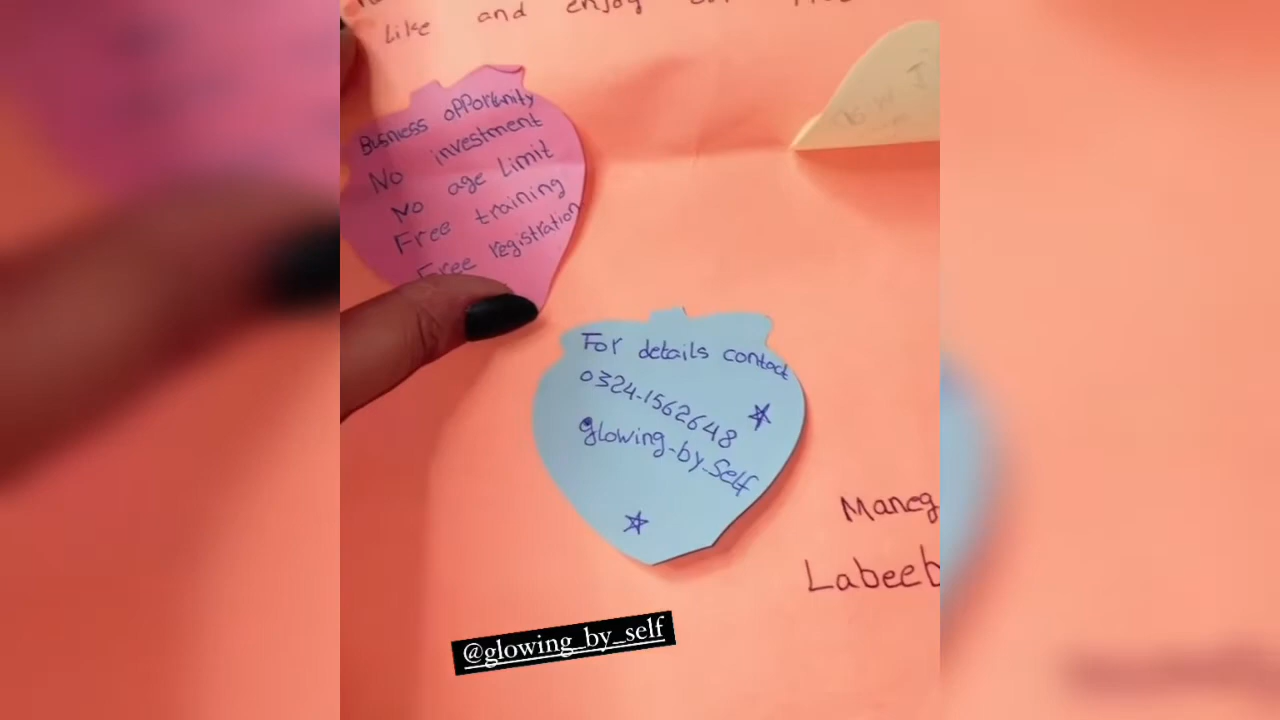 Like and enjoy
Business opportunity
No investment
No age limit
Free training
Free registration
For details contact
0324-1562648
glowing-by-self
Labeeb
@glowing_by_self